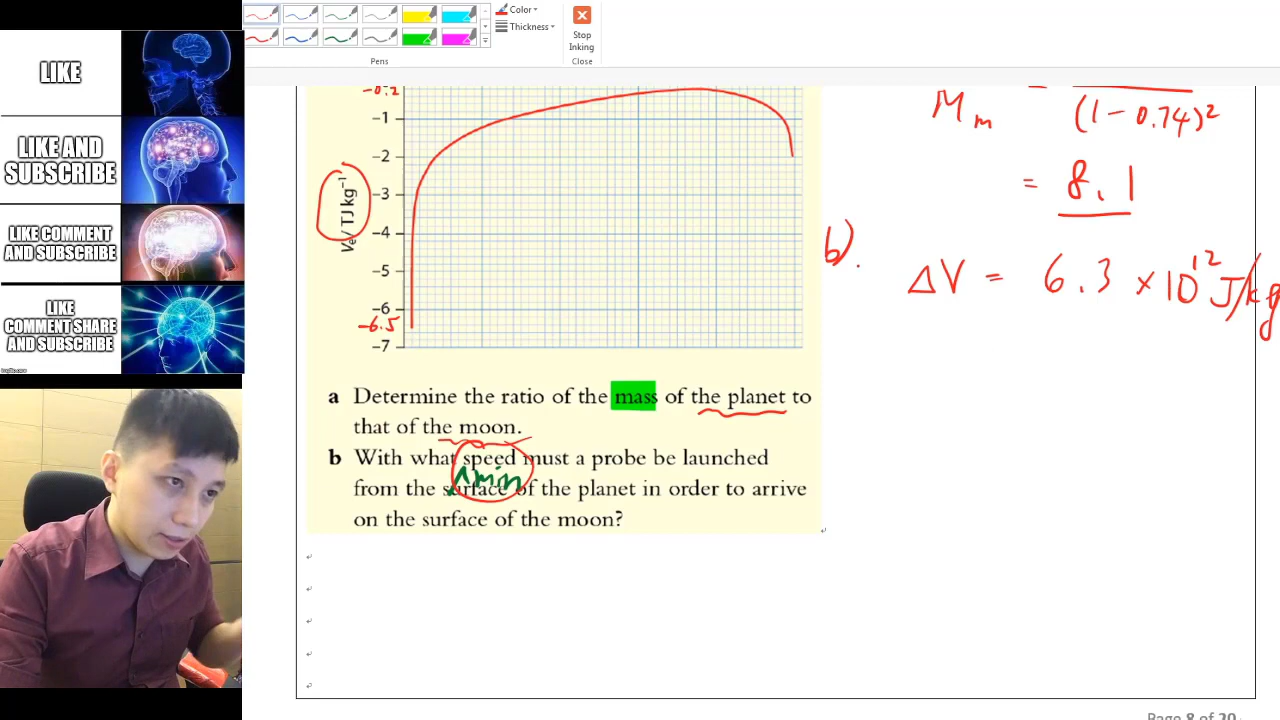 LIKE
LIKE AND
SUBSCRIBE
LIKE COMMENT
AND SUBSCRIBE
LIKE
COMMENT SHARE
AND SUBSCRIBE
Color
Thickness
Stop
Inking
Pens
Close
-0.2
−1
−2
−3
−4
−5
−6
-6.5
−7
/ TJ kg⁻¹
M_m = (1 - 0.74)²
= 8.1
b).
ΔV = 6.3 × 10¹² J/kg
a Determine the ratio of the mass of the planet to
that of the moon.
b With what speed must a probe be launched
min
from the surface of the planet in order to arrive
on the surface of the moon?
Page 8 of 20